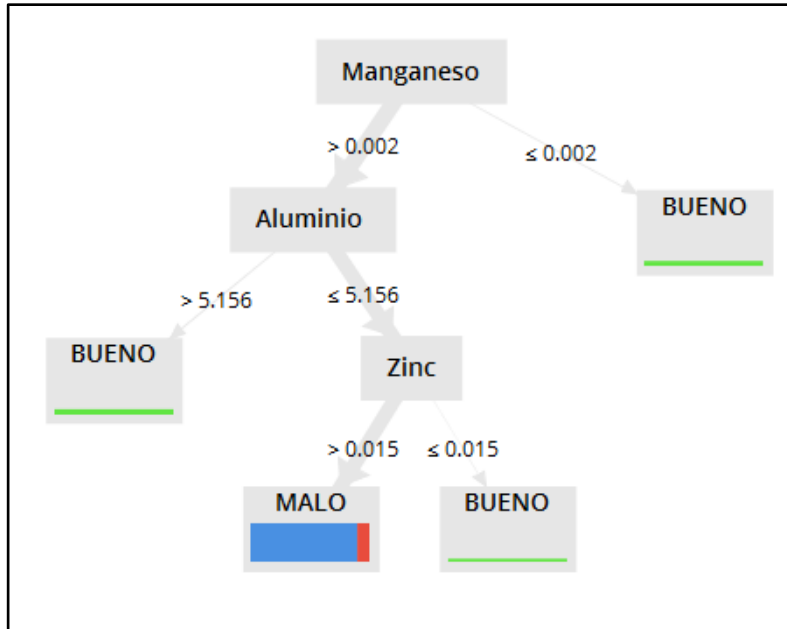 Manganeso
> 0.002
≤ 0.002
Aluminio
BUENO
> 5.156
≤ 5.156
BUENO
Zinc
> 0.015
≤ 0.015
MALO
BUENO